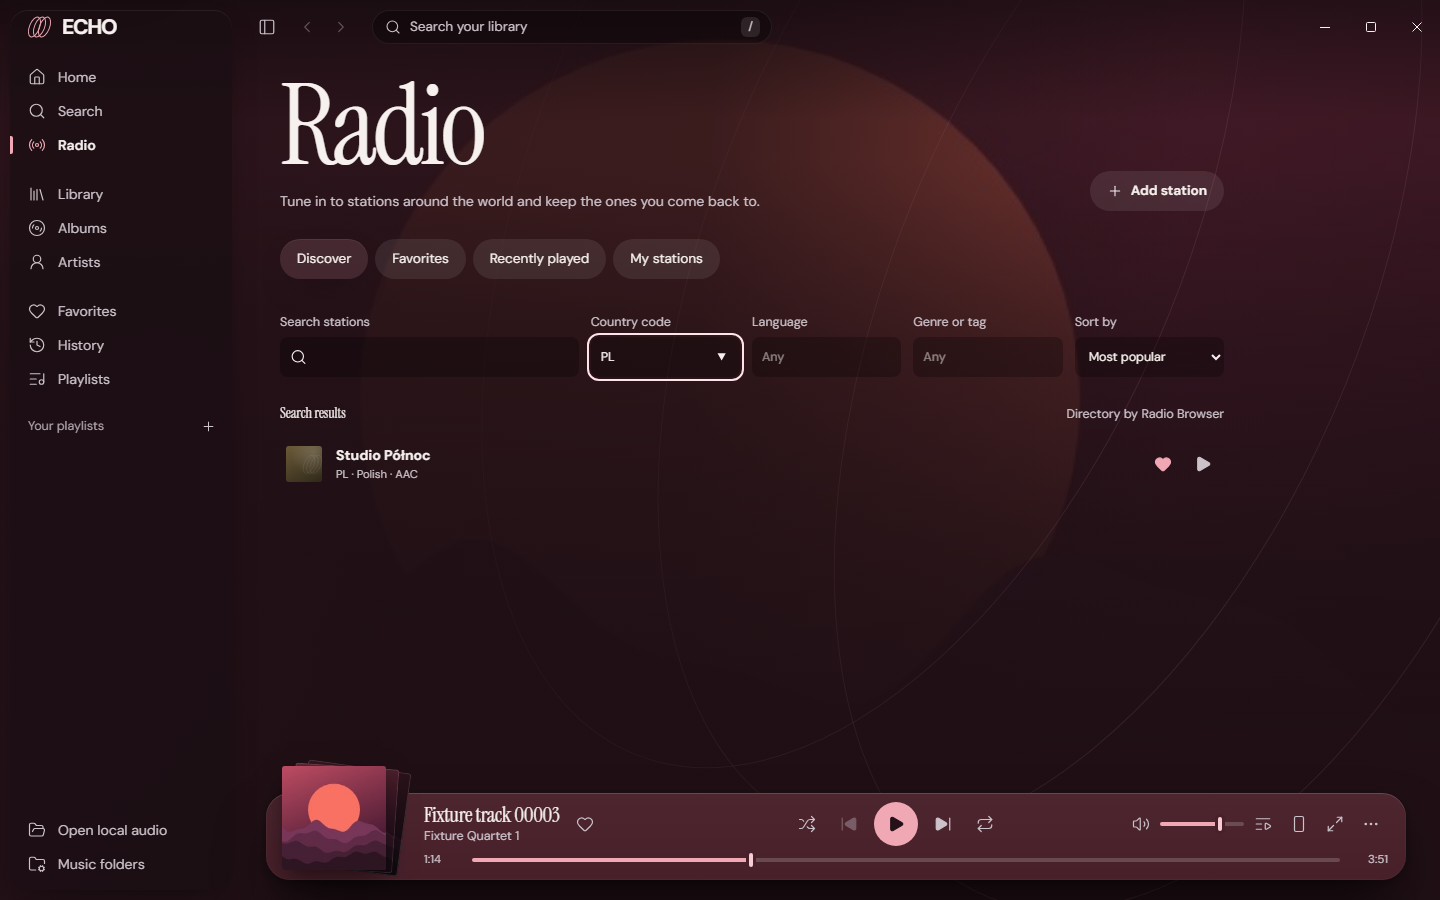 ECHO
Search your library
/
Home
Search
Radio
Library
Albums
Artists
Favorites
History
Playlists
Your playlists
Open local audio
Music folders
Radio
Tune in to stations around the world and keep the ones you come back to.
Add station
Discover
Favorites
Recently played
My stations
Search stations
Country code
PL
Language
Any
Genre or tag
Any
Sort by
Most popular
Search results
Directory by Radio Browser
Studio Północ
PL · Polish · AAC
Fixture track 00003
Fixture Quartet 1
1:14
3:51